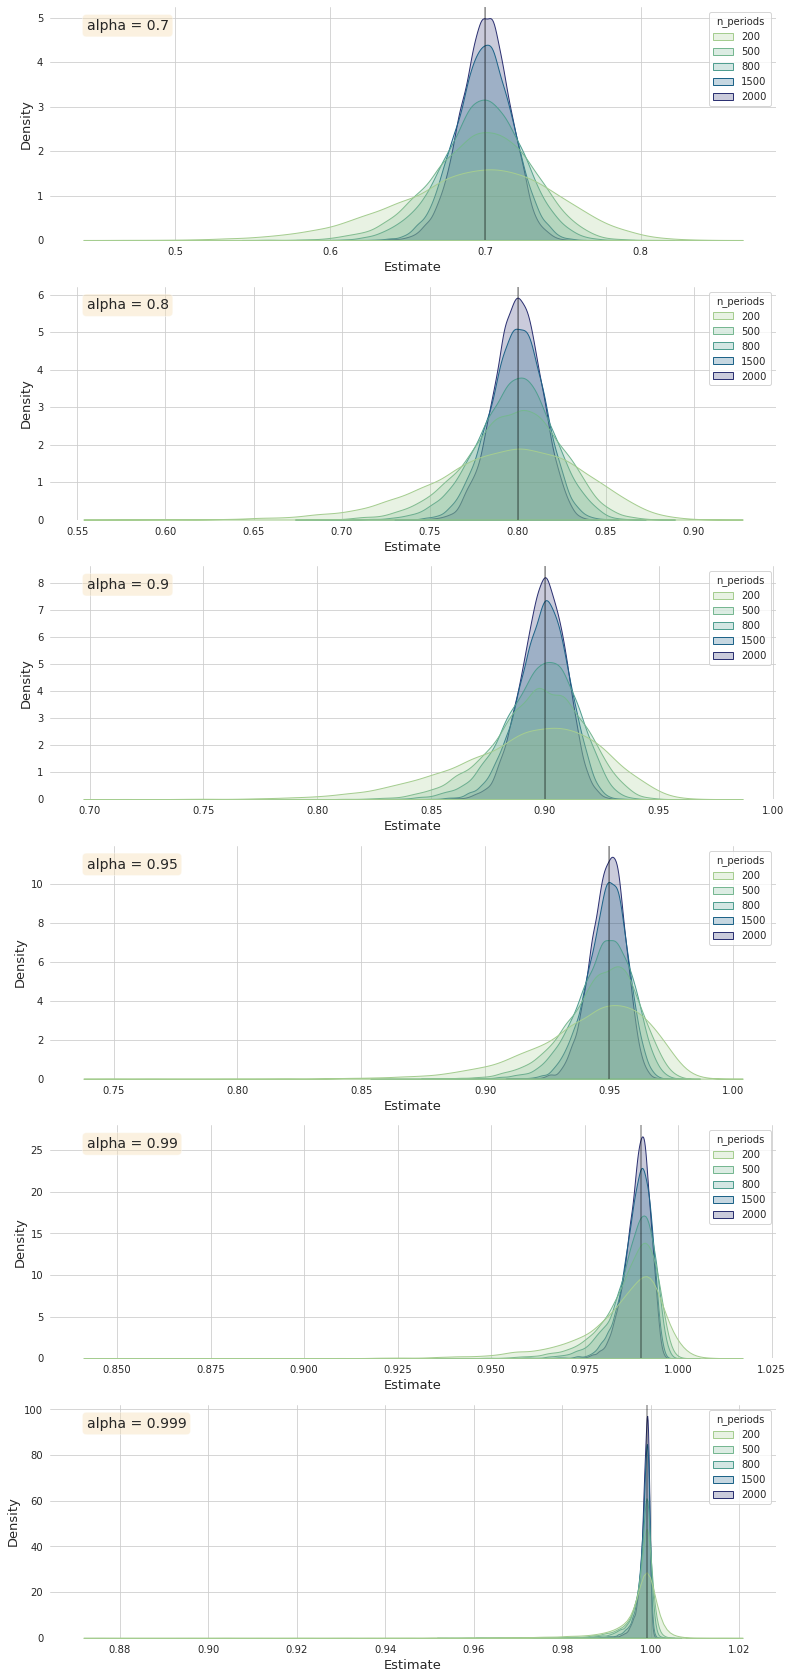 alpha = 0.7
n_periods
200
500
800
1500
2000
5
4
3
2
1
0
Density
0.5 0.6 0.7 0.8
Estimate
alpha = 0.8
n_periods
200
500
800
1500
2000
6
5
4
3
2
1
0
Density
0.55 0.60 0.65 0.70 0.75 0.80 0.85 0.90
Estimate
alpha = 0.9
n_periods
200
500
800
1500
2000
8
7
6
5
4
3
2
1
0
Density
0.70 0.75 0.80 0.85 0.90 0.95 1.00
Estimate
alpha = 0.95
n_periods
200
500
800
1500
2000
10
8
6
4
2
0
Density
0.75 0.80 0.85 0.90 0.95 1.00
Estimate
alpha = 0.99
n_periods
200
500
800
1500
2000
25
20
15
10
5
0
Density
0.850 0.875 0.900 0.925 0.950 0.975 1.000 1.025
Estimate
alpha = 0.999
n_periods
200
500
800
1500
2000
100
80
60
40
20
0
Density
0.88 0.90 0.92 0.94 0.96 0.98 1.00 1.02
Estimate